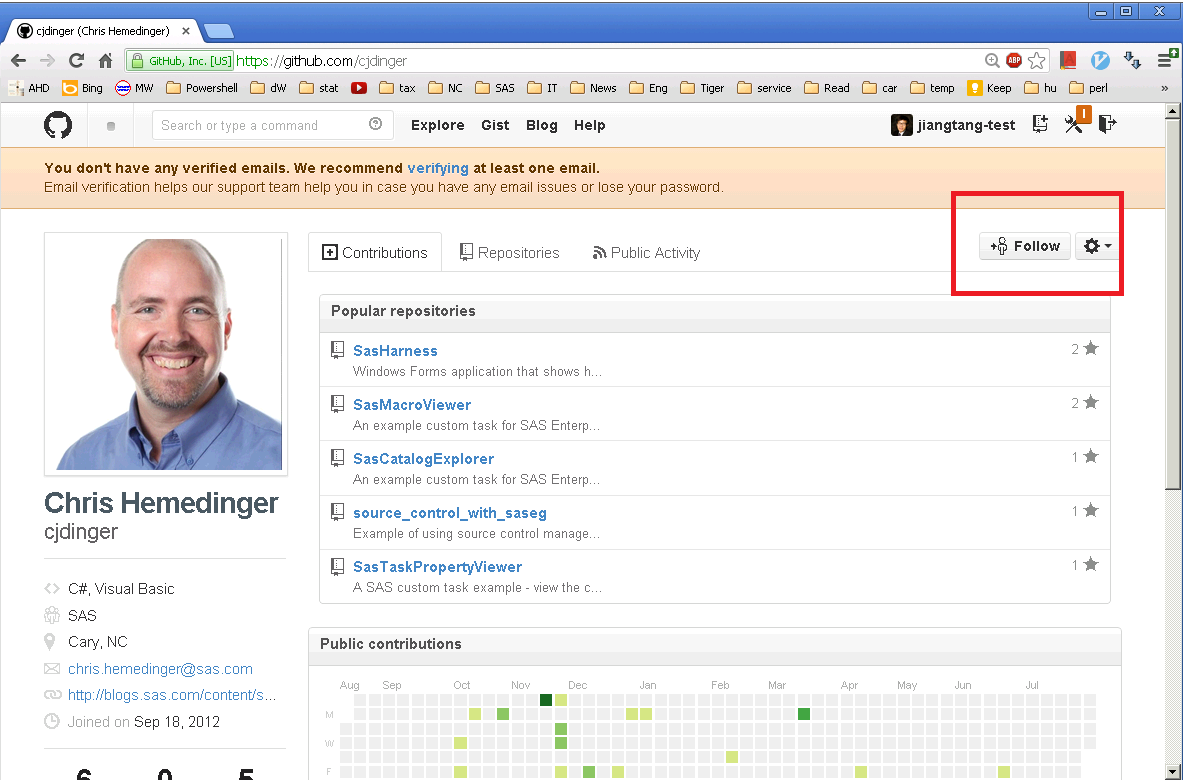 cjdinger (Chris Hemedinger)
GitHub, Inc. [US] https://github.com/cjdinger
ABP
AHD Bing MW Powershell dW stat tax NC SAS IT News Eng Tiger service Read car temp Keep hu perl »
Search or type a command
Explore Gist Blog Help
jiangtang-test
You don't have any verified emails. We recommend verifying at least one email.
Email verification helps our support team help you in case you have any email issues or lose your password.
Contributions Repositories Public Activity
Follow
Popular repositories
SasHarness 2
Windows Forms application that shows h...
SasMacroViewer 2
An example custom task for SAS Enterp...
SasCatalogExplorer 1
An example custom task for SAS Enterp...
source_control_with_saseg 1
Example of using source control manage...
SasTaskPropertyViewer 1
A SAS custom task example - view the c...
Chris Hemedinger
cjdinger
C#, Visual Basic
SAS
Cary, NC
chris.hemedinger@sas.com
http://blogs.sas.com/content/s...
Joined on Sep 18, 2012
6 0 5
Public contributions
Aug Sep Oct Nov Dec Jan Feb Mar Apr May Jun Jul
M
W
F